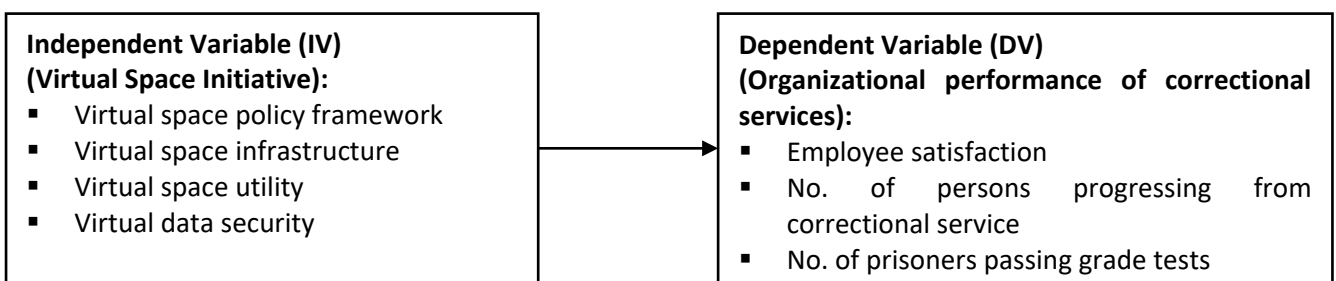 Independent Variable (IV)
(Virtual Space Initiative):
▪ Virtual space policy framework
▪ Virtual space infrastructure
▪ Virtual space utility
▪ Virtual data security
Dependent Variable (DV)
(Organizational performance of correctional
services):
▪ Employee satisfaction
▪ No. of persons progressing from
correctional service
▪ No. of prisoners passing grade tests